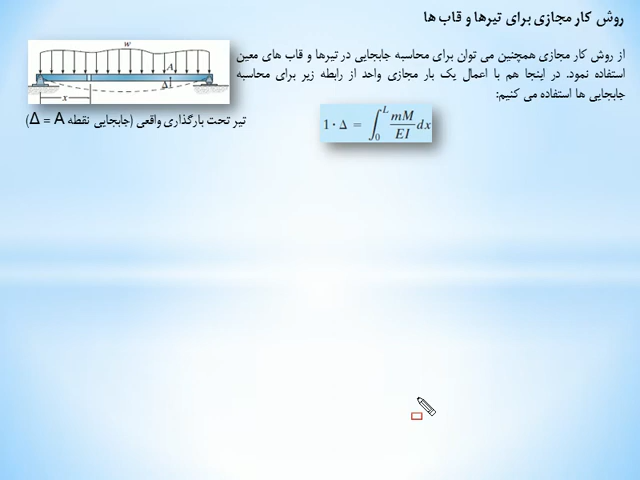 روش کار مجازی برای تیرها و قاب ها
از روش کار مجازی همچنین می توان برای محاسبه جابجایی در تیرها و قاب های معین
استفاده نمود. در اینجا هم با اعمال یک بار مجازی واحد از رابطه زیر برای محاسبه
جابجایی ها استفاده می کنیم:
w
A
Δ
x
1 · Δ = ∫₀ᴸ mM/EI dx
تیر تحت بارگذاری واقعی (جابجایی نقطه Δ = A)